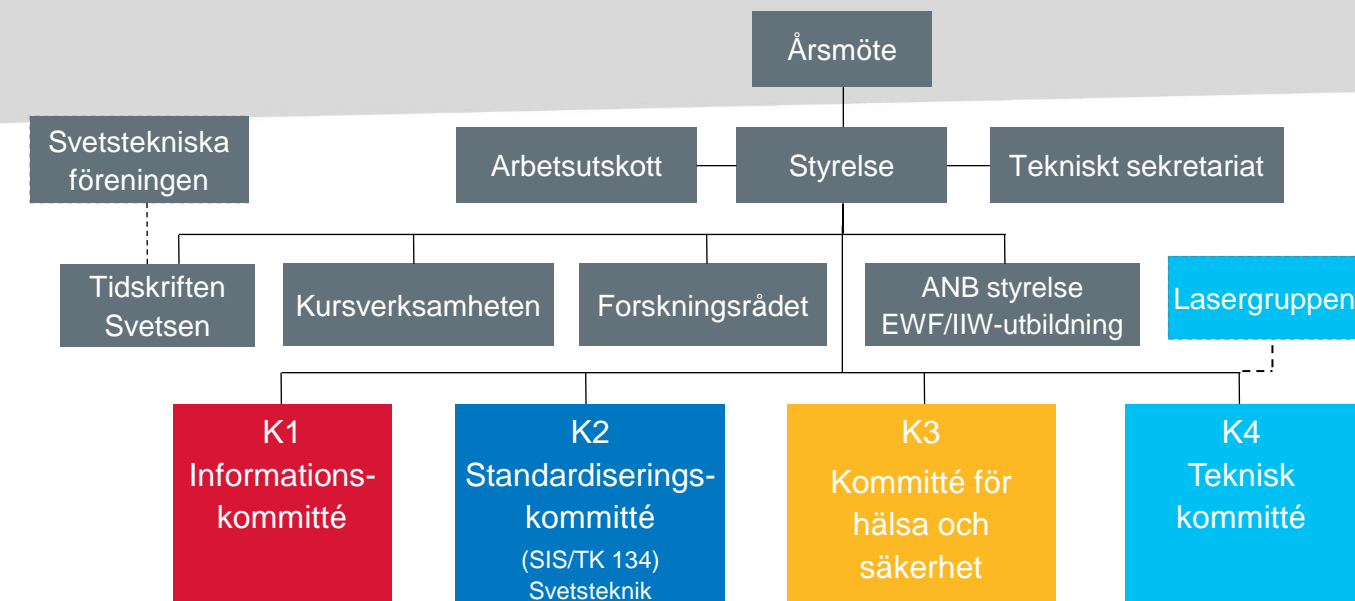 Årsmöte
Svetstekniska
föreningen
Arbetsutskott
Styrelse
Tekniskt sekretariat
Tidskriften
Svetsen
Kursverksamheten
Forskningsrådet
ANB styrelse
EWF/IIW-utbildning
Lasergruppen
K1
Informations-
kommitté
K2
Standardiserings-
kommitté
(SIS/TK 134)
Svetsteknik
K3
Kommitté för
hälsa och
säkerhet
K4
Teknisk
kommitté